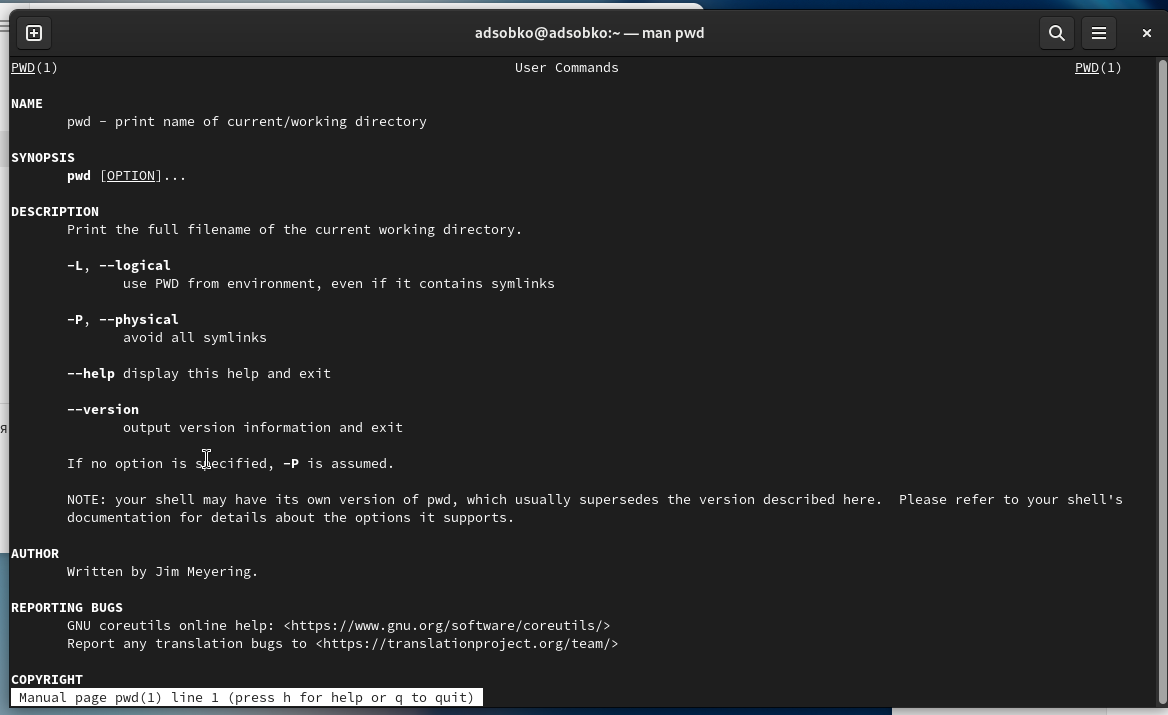 adsobko@adsobko:~ — man pwd
PWD(1) User Commands PWD(1)
NAME
pwd - print name of current/working directory
SYNOPSIS
pwd [OPTION]...
DESCRIPTION
Print the full filename of the current working directory.
-L, --logical
use PWD from environment, even if it contains symlinks
-P, --physical
avoid all symlinks
--help display this help and exit
--version
output version information and exit
If no option is specified, -P is assumed.
NOTE: your shell may have its own version of pwd, which usually supersedes the version described here. Please refer to your shell's
documentation for details about the options it supports.
AUTHOR
Written by Jim Meyering.
REPORTING BUGS
GNU coreutils online help: <https://www.gnu.org/software/coreutils/>
Report any translation bugs to <https://translationproject.org/team/>
COPYRIGHT
Manual page pwd(1) line 1 (press h for help or q to quit)